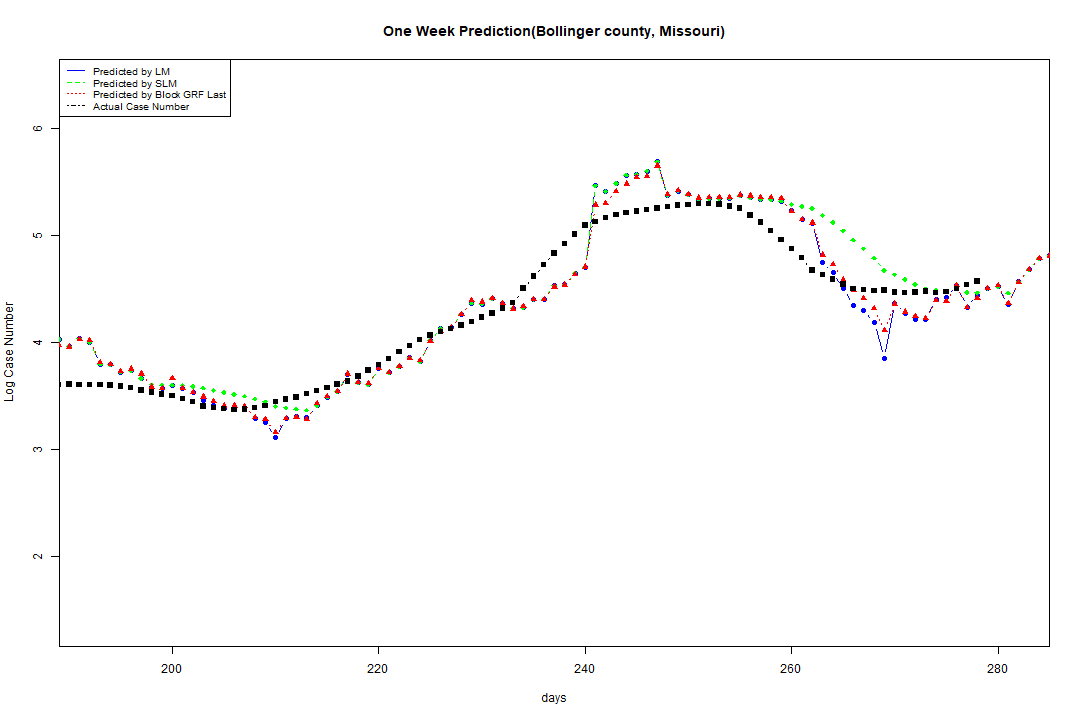 One Week Prediction(Bollinger county, Missouri)
Predicted by LM
Predicted by SLM
Predicted by Block GRF Last
Actual Case Number
6
5
4
3
2
Log Case Number
200 220 240 260 280
days